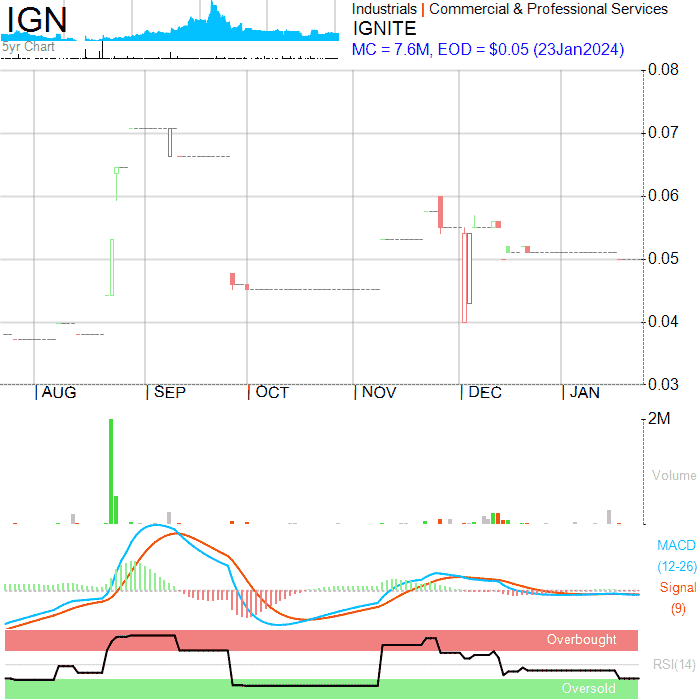 IGN
5yr Chart
Industrials | Commercial & Professional Services
IGNITE
MC = 7.6M, EOD = $0.05 (23Jan2024)
0.08
0.07
0.06
0.05
0.04
0.03
AUG SEP OCT NOV DEC JAN
2M
Volume
MACD
(12-26)
Signal
(9)
Overbought
RSI(14)
Oversold